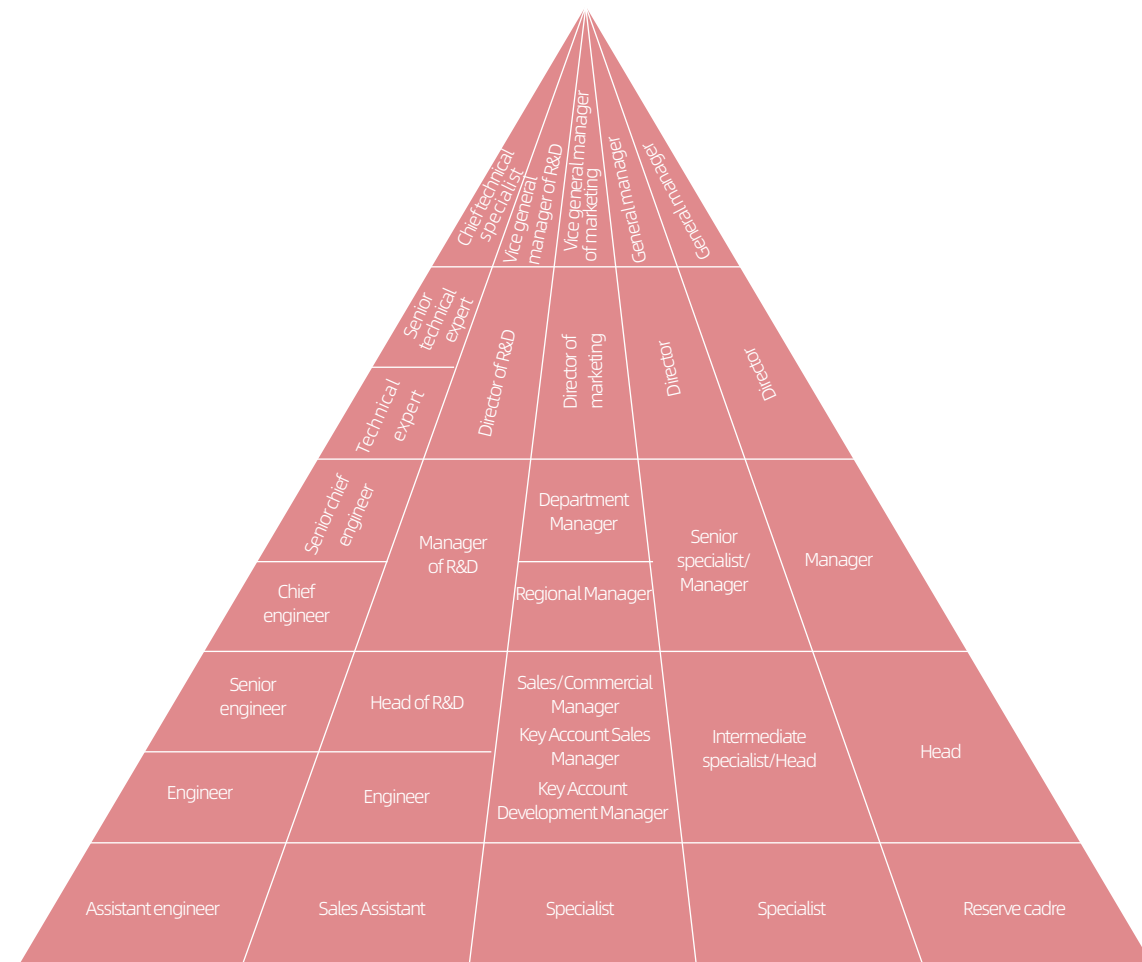 Chief technical
specialist
Vice general
manager of R&D
Vice general manager
of marketing
General manager
General manager
Senior
technical
expert
Technical
expert
Director of R&D
Director of
marketing
Director
Director
Senior chief
engineer
Chief
engineer
Manager
of R&D
Department
Manager
Regional Manager
Senior
specialist/
Manager
Manager
Senior
engineer
Engineer
Head of R&D
Engineer
Sales/Commercial
Manager
Key Account Sales
Manager
Key Account
Development Manager
Intermediate
specialist/Head
Head
Assistant engineer
Sales Assistant
Specialist
Specialist
Reserve cadre